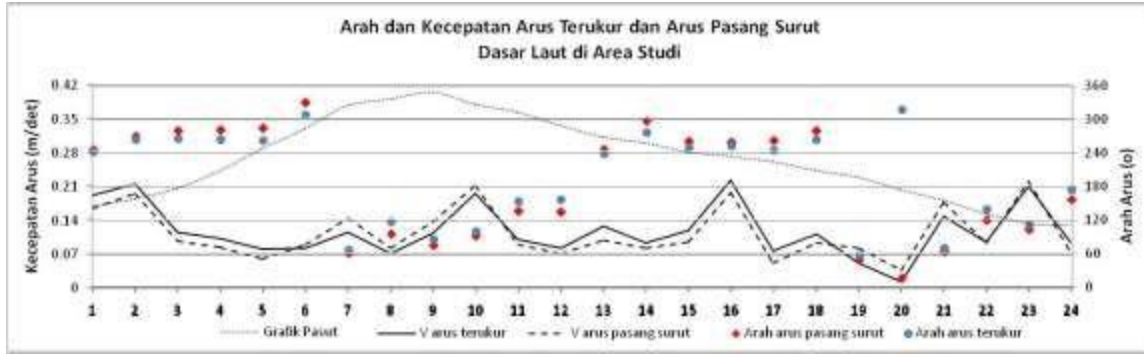 Arah dan Kecepatan Arus Terukur dan Arus Pasang Surut
Dasar Laut di Area Studi
Kecepatan Arus (m/det)
0.42
0.35
0.28
0.21
0.14
0.07
0
360
300
240
180
120
60
0
Arah Arus (o)
1 2 3 4 5 6 7 8 9 10 11 12 13 14 15 16 17 18 19 20 21 22 23 24
Grafik Pasut V arus terukur V arus pasang surut Arah arus pasang surut Arah arus terukur